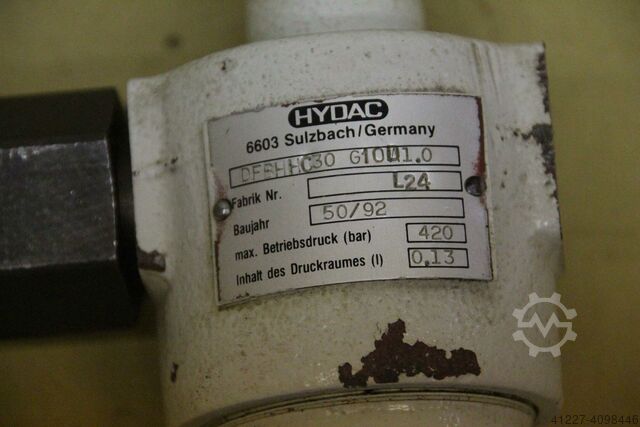 HYDAC
6603 Sulzbach/Germany
G10
Fabrik Nr. L24
Baujahr 50/92
max. Betriebsdruck (bar) 420
Inhalt des Druckraumes (l) 0,13
41227-4098446